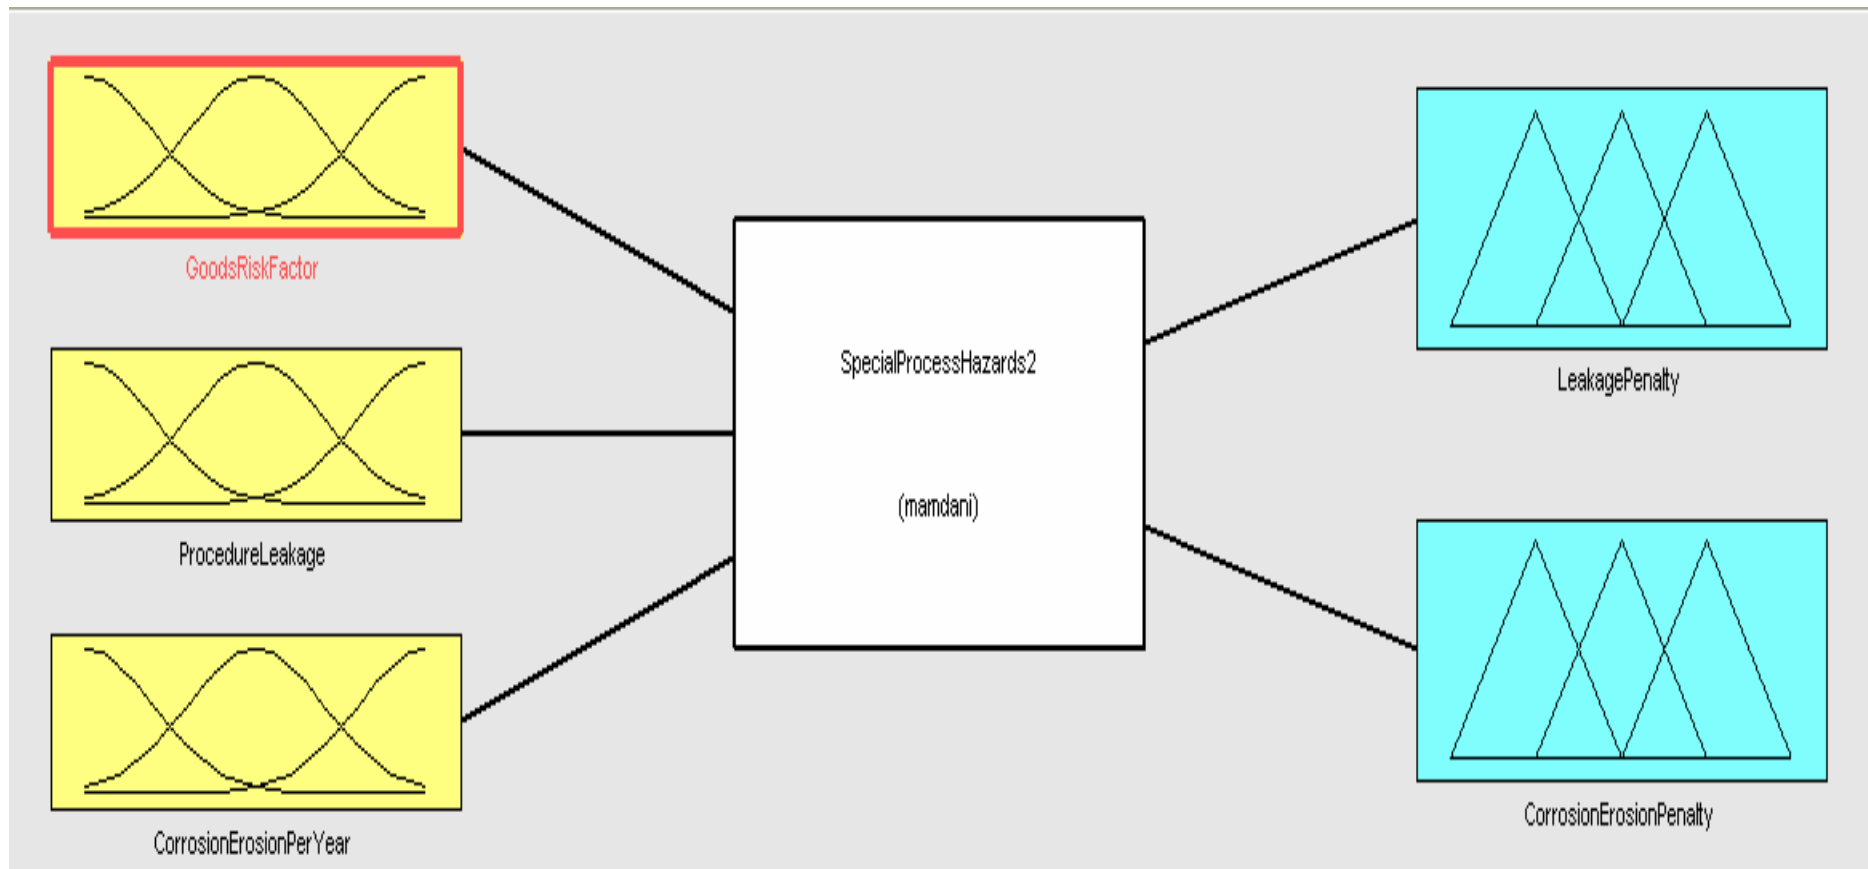 GoodsRiskFactor
ProcedureLeakage
CorrosionErosionPerYear
SpecialProcessHazards2
(mamdani)
LeakagePenalty
CorrosionErosionPenalty